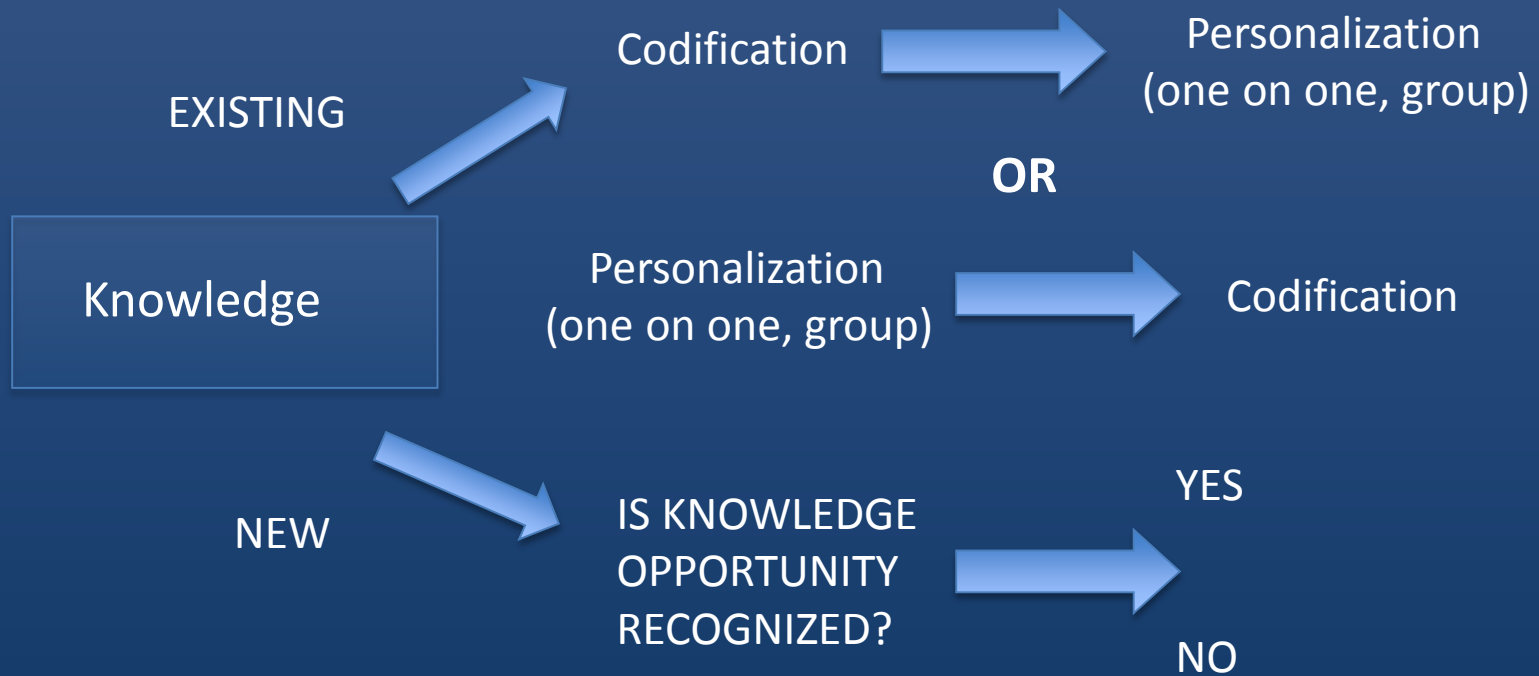 Codification
Personalization
(one on one, group)
EXISTING
OR
Knowledge
Personalization
(one on one, group)
Codification
NEW
IS KNOWLEDGE
OPPORTUNITY
RECOGNIZED?
YES
NO